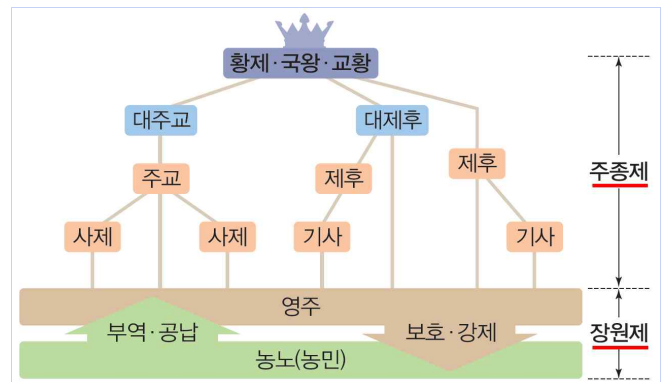 황제·국왕·교황
대주교
대제후
주교
제후
제후
주종제
사제
사제
기사
기사
영주
부역·공납
보호·강제
장원제
농노(농민)